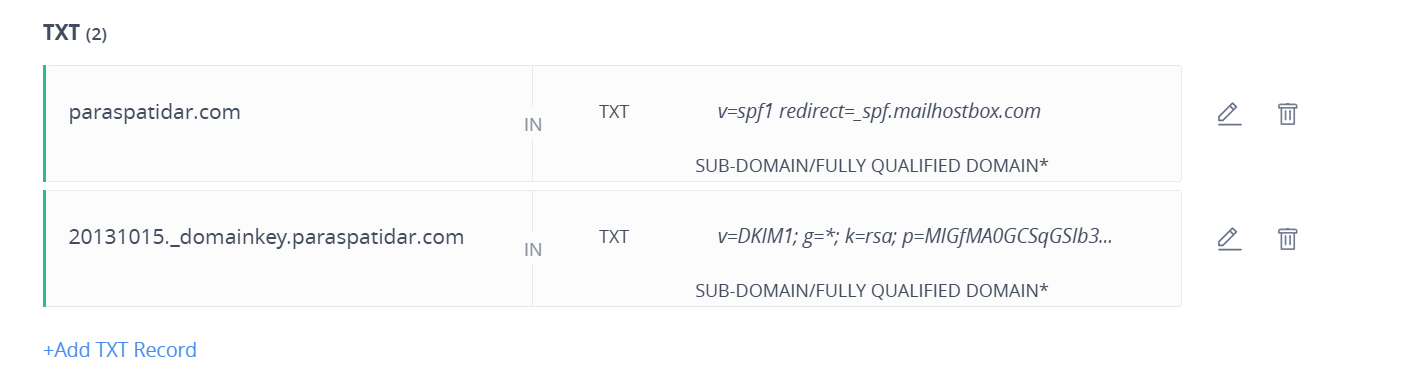 TXT (2)
paraspatidar.com IN TXT v=spf1 redirect=_spf.mailhostbox.com
SUB-DOMAIN/FULLY QUALIFIED DOMAIN*
20131015._domainkey.paraspatidar.com IN TXT v=DKIM1; g=*; k=rsa; p=MIGfMA0GCSqGSIb3...
SUB-DOMAIN/FULLY QUALIFIED DOMAIN*
+Add TXT Record